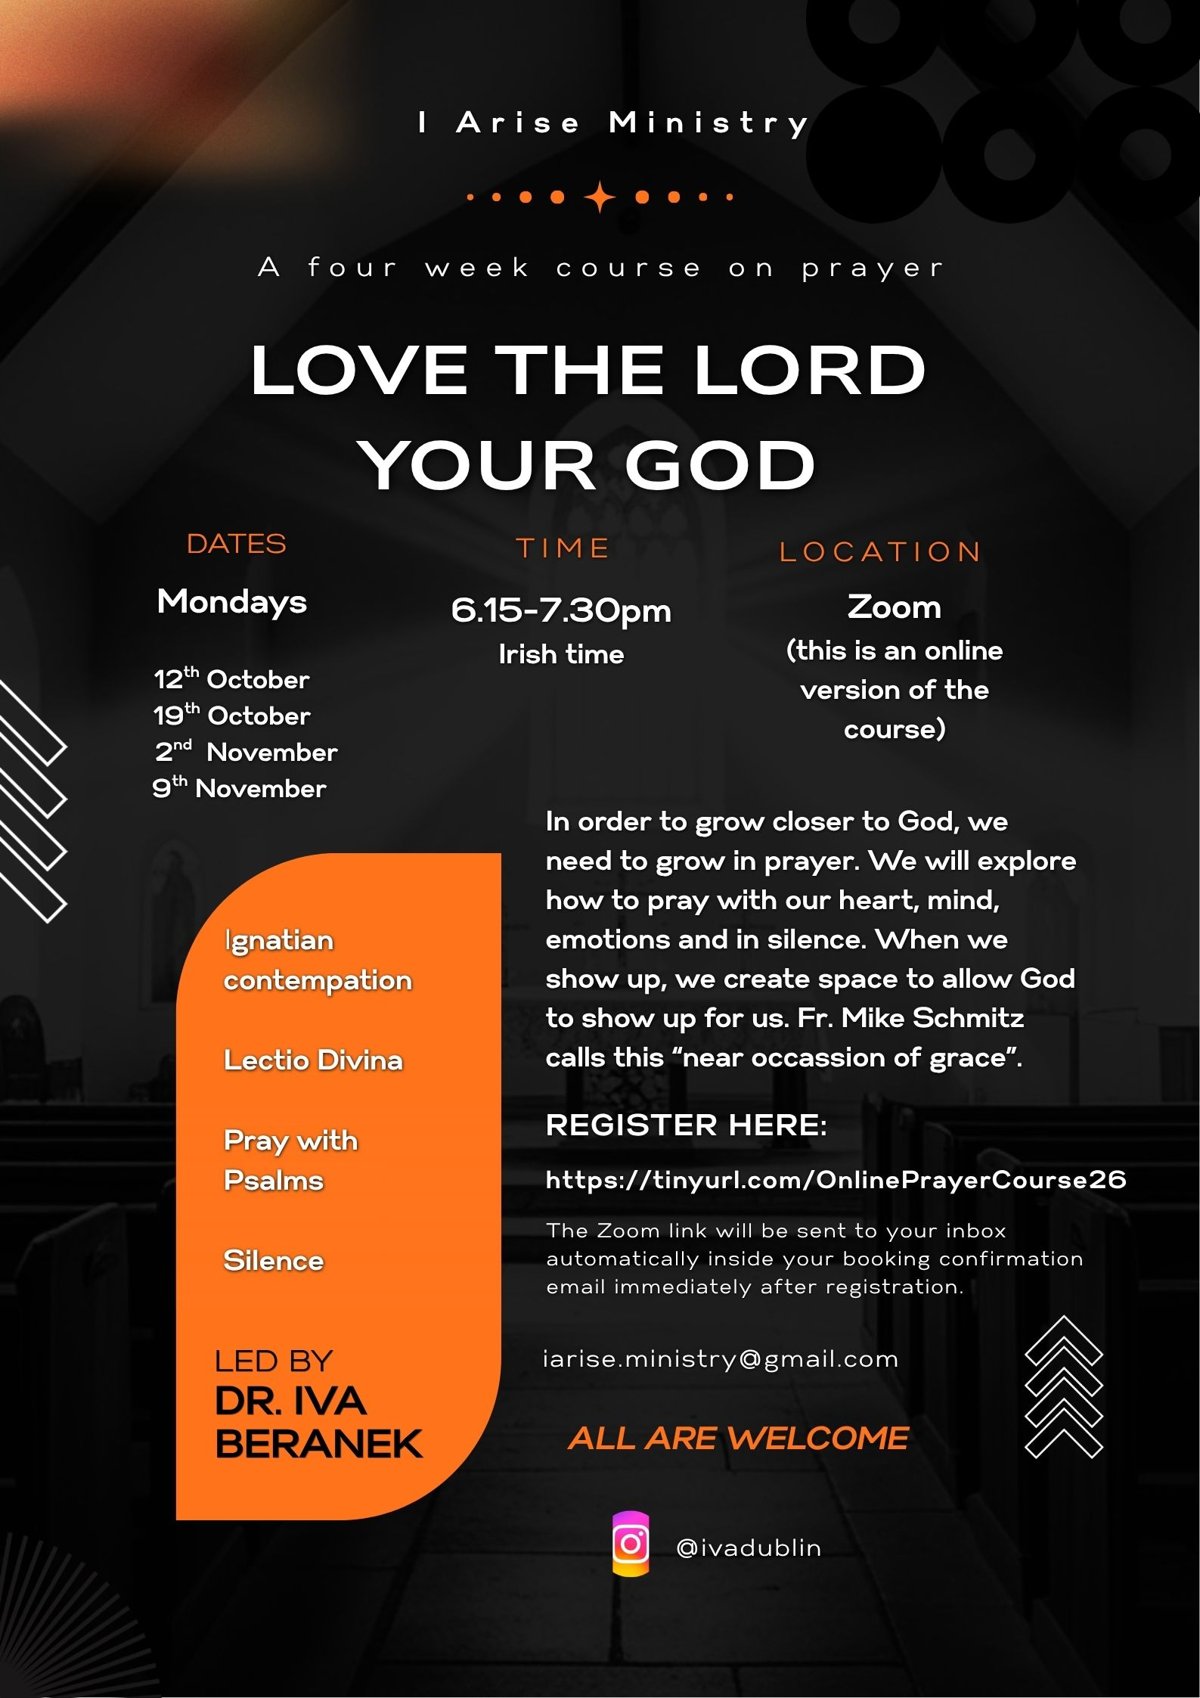 I Arise Ministry
A four week course on prayer
LOVE THE LORD
YOUR GOD
DATES
Mondays
12th October
19th October
2nd November
9th November
TIME
6.15-7.30pm
Irish time
LOCATION
Zoom
(this is an online
version of the
course)
In order to grow closer to God, we
need to grow in prayer. We will explore
how to pray with our heart, mind,
emotions and in silence. When we
show up, we create space to allow God
to show up for us. Fr. Mike Schmitz
calls this “near occassion of grace”.
Ignatian
contempation
Lectio Divina
Pray with
Psalms
Silence
LED BY
DR. IVA
BERANEK
REGISTER HERE:
https://tinyurl.com/OnlinePrayerCourse26
The Zoom link will be sent to your inbox
automatically inside your booking confirmation
email immediately after registration.
iarise.ministry@gmail.com
ALL ARE WELCOME
@ivadublin